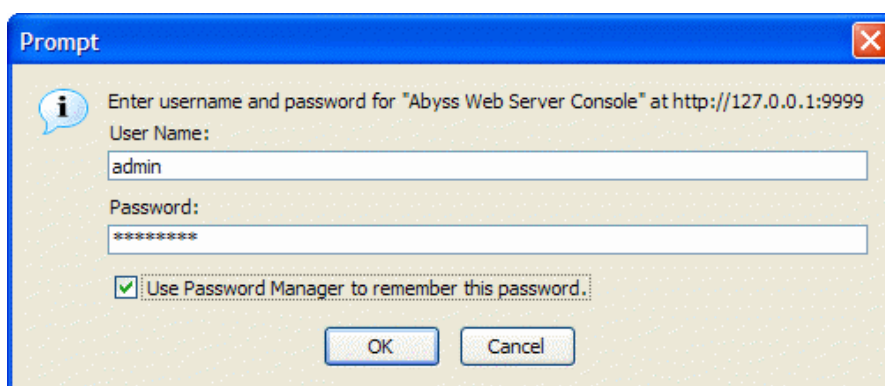 Prompt
Enter username and password for "Abyss Web Server Console" at http://127.0.0.1:9999
User Name:
admin
Password:
********
Use Password Manager to remember this password.
OK Cancel